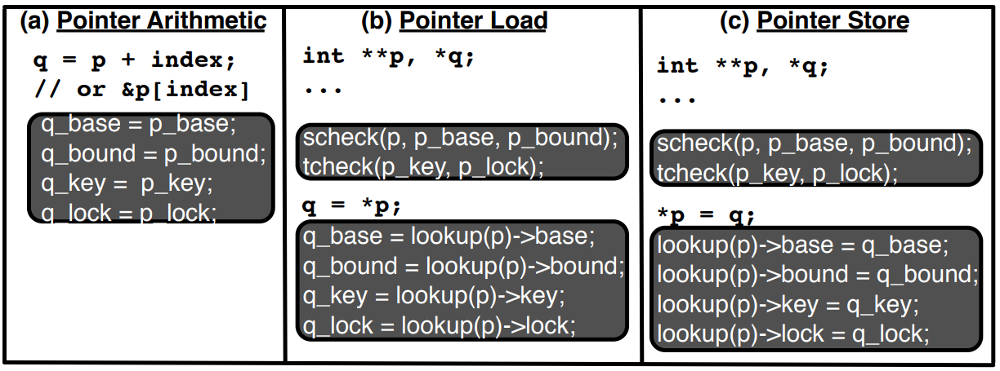 (a) Pointer Arithmetic
q = p + index;
// or &p[index]
q_base = p_base;
q_bound = p_bound;
q_key = p_key;
q_lock = p_lock;
(b) Pointer Load
int **p, *q;
...
scheck(p, p_base, p_bound);
tcheck(p_key, p_lock);
q = *p;
q_base = lookup(p)->base;
q_bound = lookup(p)->bound;
q_key = lookup(p)->key;
q_lock = lookup(p)->lock;
(c) Pointer Store
int **p, *q;
...
scheck(p, p_base, p_bound);
tcheck(p_key, p_lock);
*p = q;
lookup(p)->base = q_base;
lookup(p)->bound = q_bound;
lookup(p)->key = q_key;
lookup(p)->lock = q_lock;